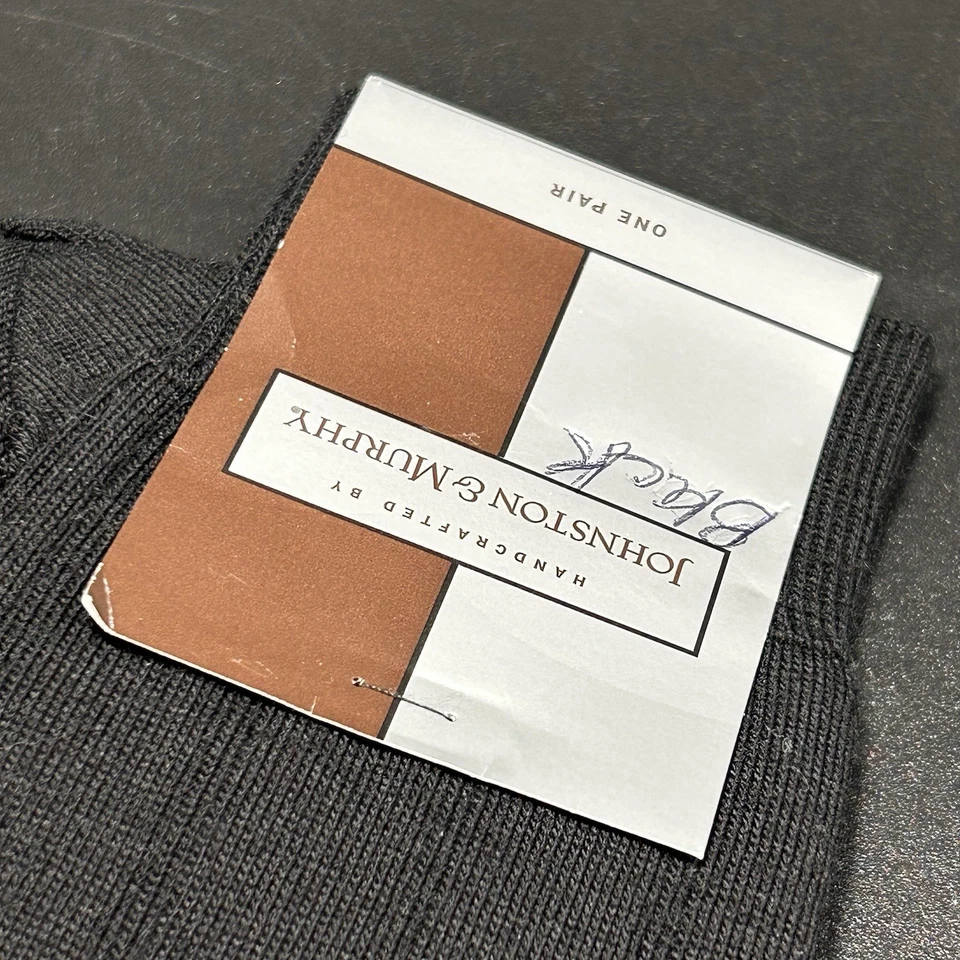 HANDCRAFTED BY
JOHNSTON & MURPHY®
Black
ONE PAIR